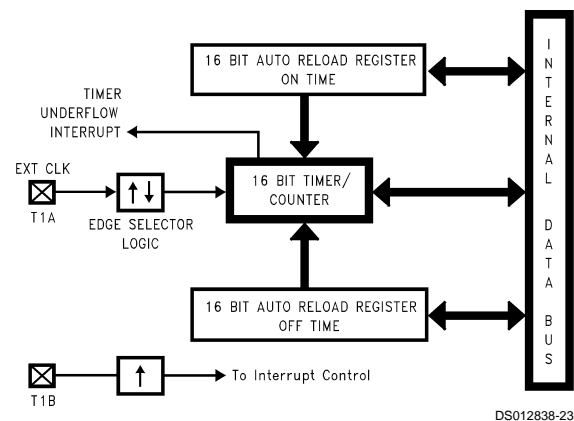 16 BIT AUTO RELOAD REGISTER
ON TIME
TIMER
UNDERFLOW
INTERRUPT
EXT CLK
T1A
EDGE SELECTOR
LOGIC
16 BIT TIMER/
COUNTER
16 BIT AUTO RELOAD REGISTER
OFF TIME
T1B
To Interrupt Control
INTERNAL DATA BUS
DS012838-23